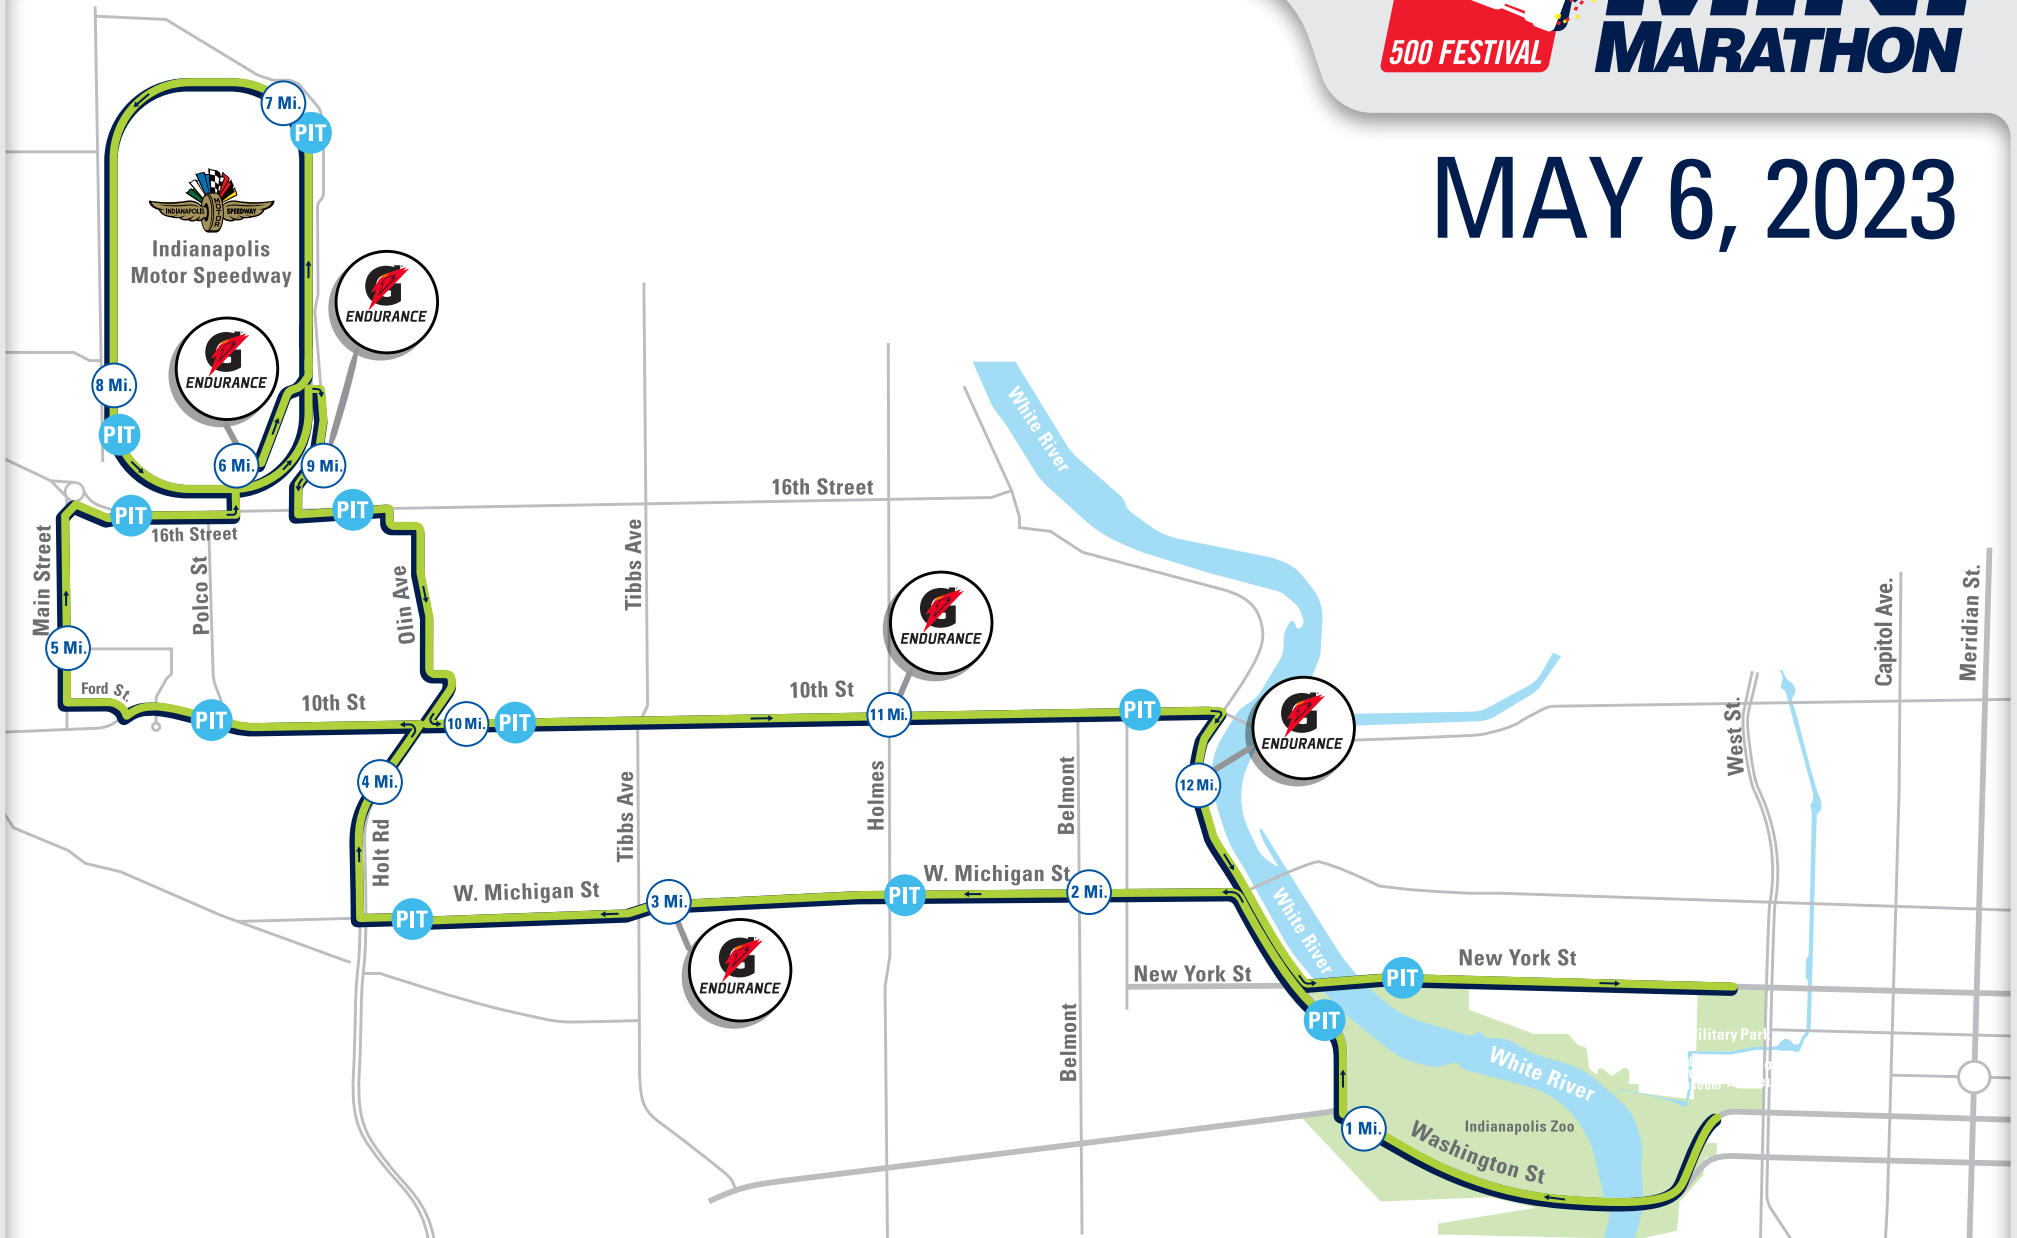 500 FESTIVAL
MARATHON
MAY 6, 2023
7 Mi.
PIT
INDIANAPOLIS
MOTOR
SPEEDWAY
Indianapolis
Motor Speedway
G
ENDURANCE
G
ENDURANCE
8 Mi.
PIT
6 Mi.
9 Mi.
PIT
PIT
16th Street
16th Street
White River
Main Street
Polco St
Olin Ave
Tibbs Ave
G
ENDURANCE
5 Mi.
Ford St.
PIT
10th St
10 Mi.
PIT
10th St
11 Mi.
PIT
G
ENDURANCE
Capitol Ave.
Meridian St.
West St.
4 Mi.
12 Mi.
Holt Rd
Tibbs Ave
Holmes
Belmont
W. Michigan St
PIT
3 Mi.
PIT
W. Michigan St
2 Mi.
White River
G
ENDURANCE
New York St
PIT
New York St
PIT
Belmont
ilitary Park
White River
1 Mi.
Washington St
Indianapolis Zoo